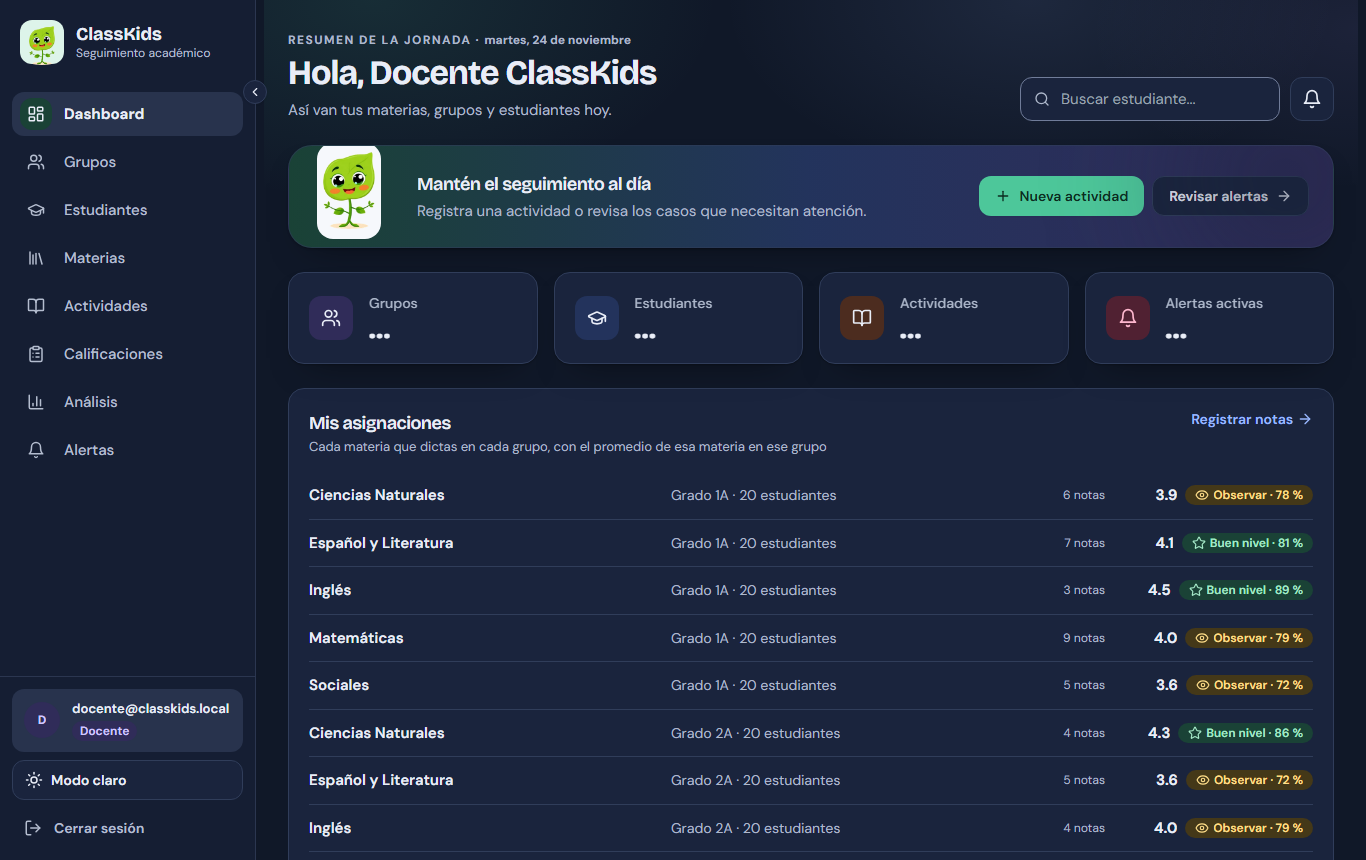 ClassKids
Seguimiento académico
Dashboard
Grupos
Estudiantes
Materias
Actividades
Calificaciones
Análisis
Alertas
D
docente@classkids.local
Docente
Modo claro
Cerrar sesión
RESUMEN DE LA JORNADA · martes, 24 de noviembre
Hola, Docente ClassKids
Así van tus materias, grupos y estudiantes hoy.
Buscar estudiante...
Mantén el seguimiento al día
Registra una actividad o revisa los casos que necesitan atención.
+ Nueva actividad
Revisar alertas →
Grupos
•••
Estudiantes
•••
Actividades
•••
Alertas activas
•••
Mis asignaciones
Registrar notas →
Cada materia que dictas en cada grupo, con el promedio de esa materia en ese grupo
Ciencias Naturales Grado 1A · 20 estudiantes 6 notas 3.9 Observar · 78 %
Español y Literatura Grado 1A · 20 estudiantes 7 notas 4.1 Buen nivel · 81 %
Inglés Grado 1A · 20 estudiantes 3 notas 4.5 Buen nivel · 89 %
Matemáticas Grado 1A · 20 estudiantes 9 notas 4.0 Observar · 79 %
Sociales Grado 1A · 20 estudiantes 5 notas 3.6 Observar · 72 %
Ciencias Naturales Grado 2A · 20 estudiantes 4 notas 4.3 Buen nivel · 86 %
Español y Literatura Grado 2A · 20 estudiantes 5 notas 3.6 Observar · 72 %
Inglés Grado 2A · 20 estudiantes 4 notas 4.0 Observar · 79 %